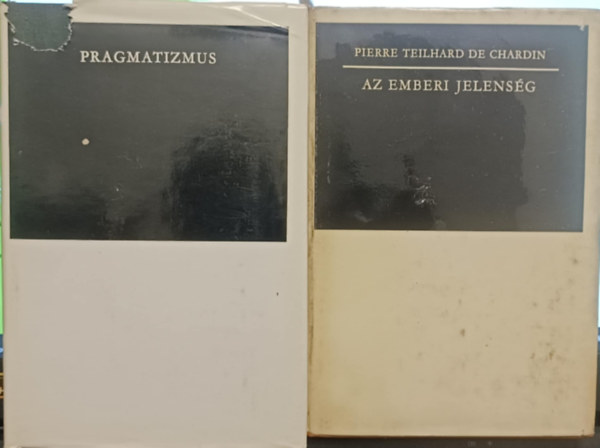 PRAGMATIZMUS
PIERRE TEILHARD DE CHARDIN
AZ EMBERI JELENSÉG